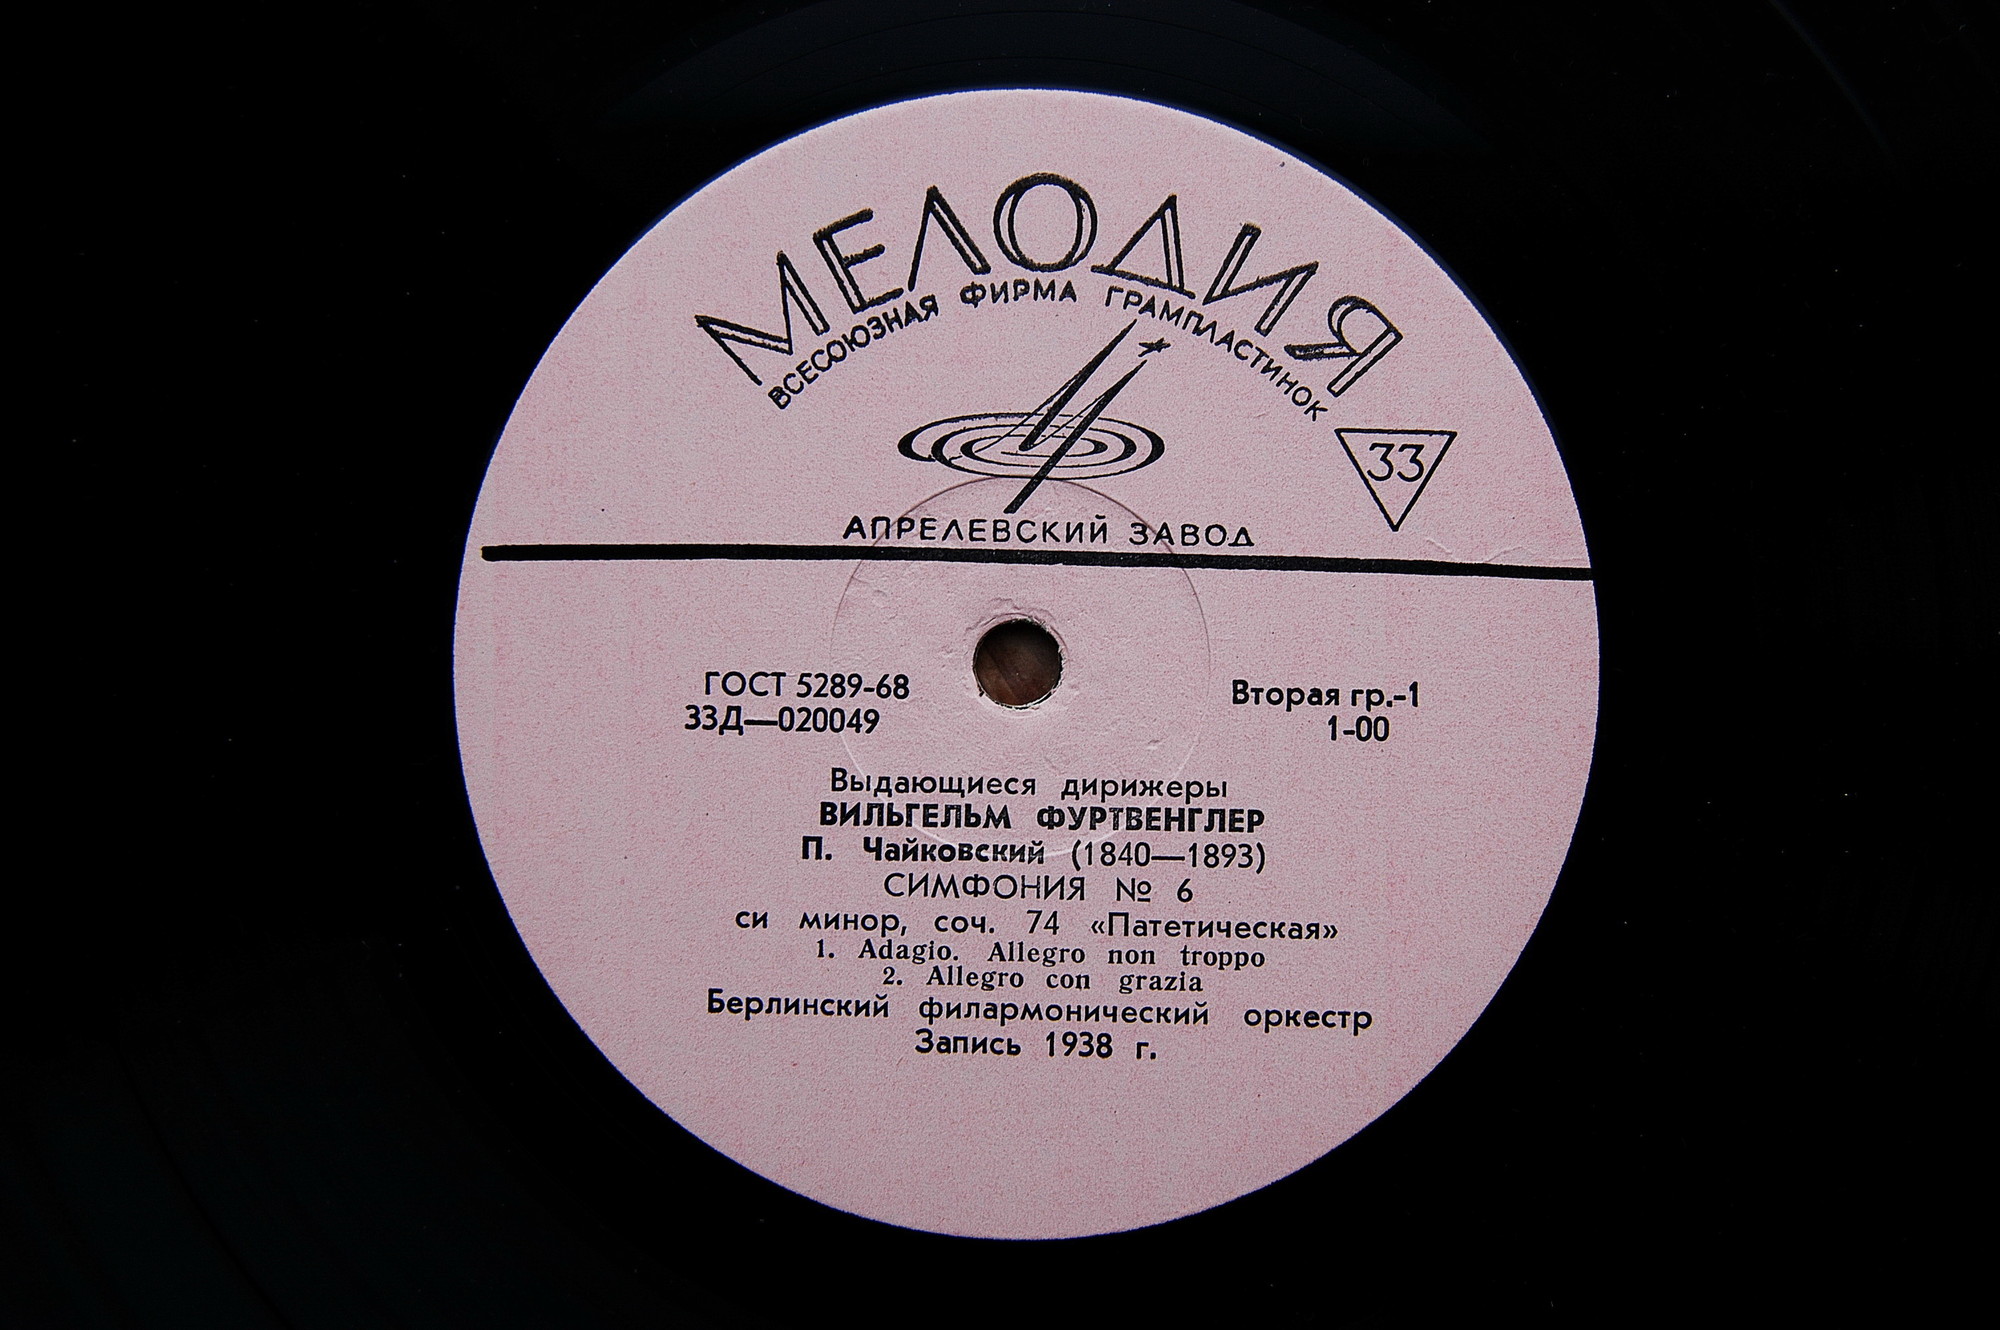 МЕЛОДИЯ
ВСЕСОЮЗНАЯ ФИРМА ГРАМПЛАСТИНОК
33
АПРЕЛЕВСКИЙ ЗАВОД
ГОСТ 5289-68
33Д—020049
Вторая гр.-1
1-00
Выдающиеся дирижеры
ВИЛЬГЕЛЬМ ФУРТВЕНГЛЕР
П. Чайковский (1840—1893)
СИМФОНИЯ № 6
си минор, соч. 74 «Патетическая»
1. Adagio. Allegro non troppo
2. Allegro con grazia
Берлинский филармонический оркестр
Запись 1938 г.